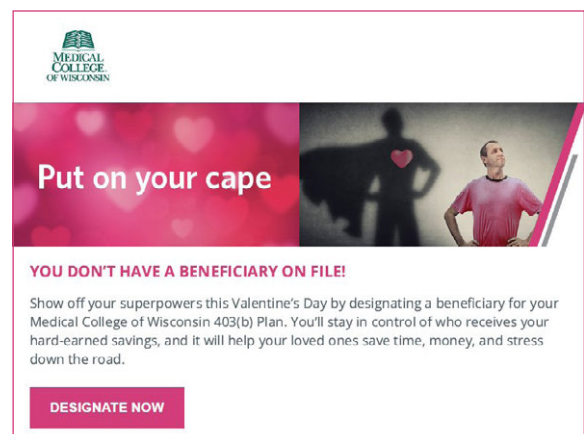 MEDICAL
COLLEGE
OF WISCONSIN
Put on your cape
YOU DON'T HAVE A BENEFICIARY ON FILE!
Show off your superpowers this Valentine's Day by designating a beneficiary for your
Medical College of Wisconsin 403(b) Plan. You'll stay in control of who receives your
hard-earned savings, and it will help your loved ones save time, money, and stress
down the road.
DESIGNATE NOW